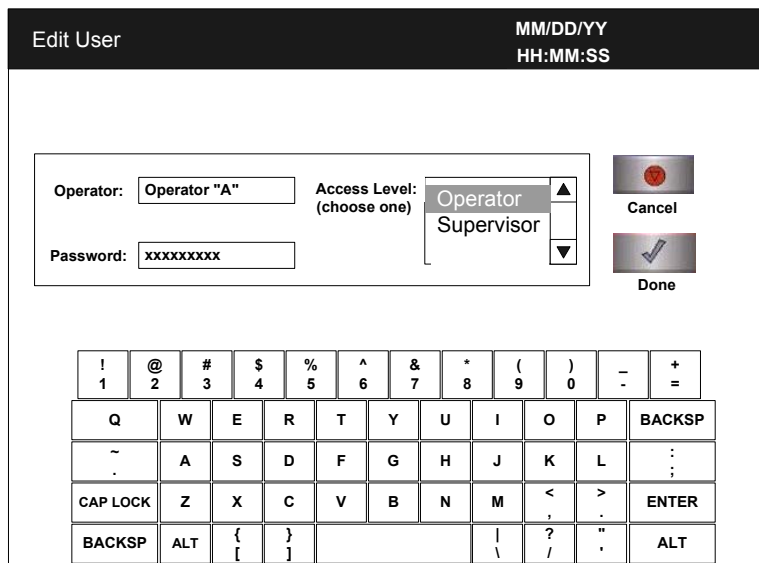 Edit User
MM/DD/YY
HH:MM:SS
Operator: Operator "A"
Access Level:
(choose one)
Operator
Supervisor
Cancel
Password: xxxxxxxxx
Done
! @ # $ % ^ & * ( ) _ +
1 2 3 4 5 6 7 8 9 0 - =
Q W E R T Y U I O P BACKSP
~ :
. A S D F G H J K L ;
CAP LOCK Z X C V B N M < > ENTER
, .
BACKSP ALT { } | ? " ALT
[ ] \ / '